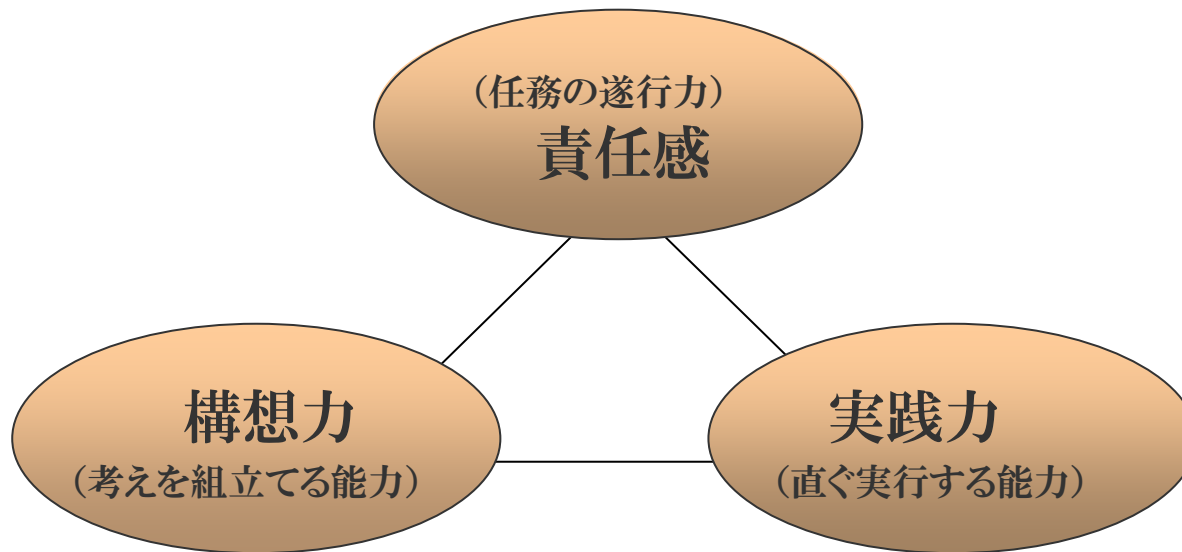 （任務の遂行力）
責任感
構想力
（考えを組立てる能力）
実践力
（直ぐ実行する能力）